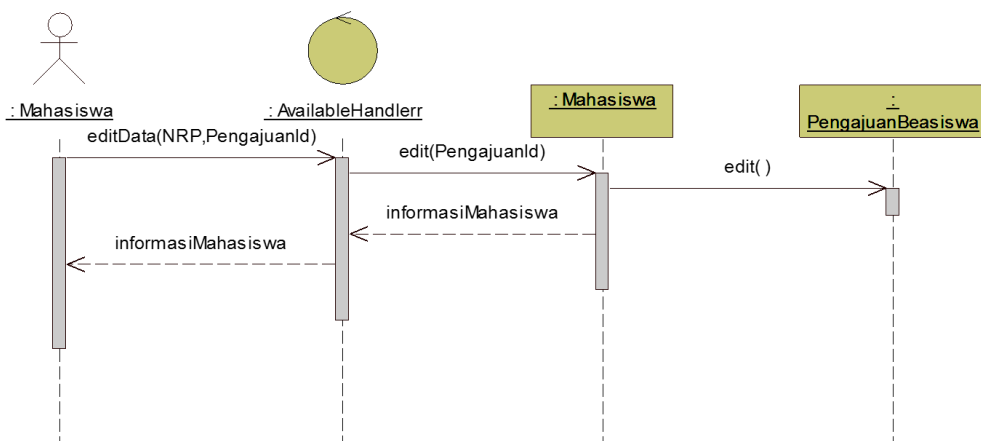 : Mahasiswa
: AvailableHandlerr
: Mahasiswa
:
PengajuanBeasiswa
editData(NRP,PengajuanId)
edit(PengajuanId)
edit( )
informasiMahasiswa
informasiMahasiswa